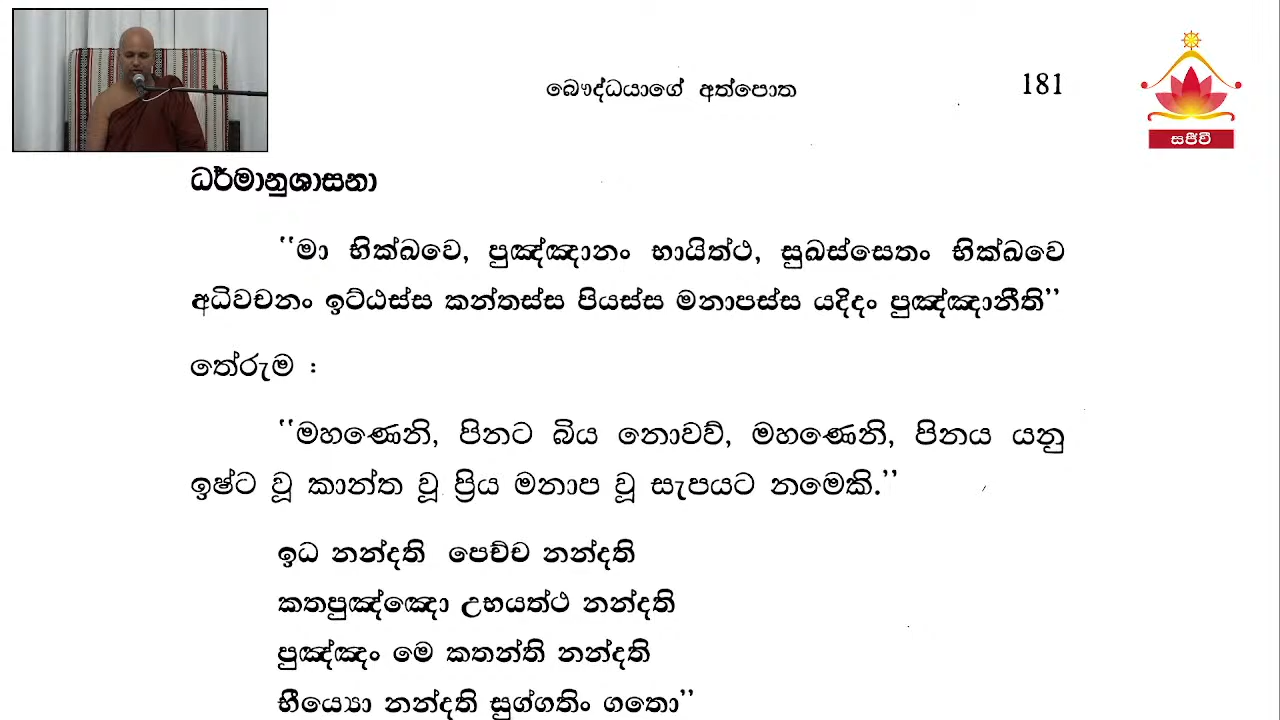 බෞද්ධයාගේ අත්පොත 181
සජීවී
ධර්මානුශාසනා
“මා භික්ඛවෙ, පුඤ්ඤානං භායිත්ථ, සුඛස්සෙතං භික්ඛවෙ
අධිවචනං ඉට්ඨස්ස කන්තස්ස පියස්ස මනාපස්ස යදිදං පුඤ්ඤානීති”
තේරුම :
“මහණෙනි, පිනට බිය නොවව්, මහණෙනි, පිනය යනු
ඉෂ්ට වූ කාන්ත වූ ප්‍රිය මනාප වූ සැපයට නමෙකි.”
ඉධ නන්දති පෙච්ච නන්දති
කතපුඤ්ඤො උභයත්ථ නන්දති
පුඤ්ඤං මෙ කතන්ති නන්දති
භීය්‍යො නන්දති සුග්ගතිං ගතො”